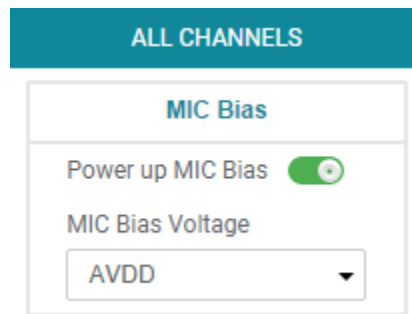 ALL CHANNELS
MIC Bias
Power up MIC Bias
MIC Bias Voltage
AVDD